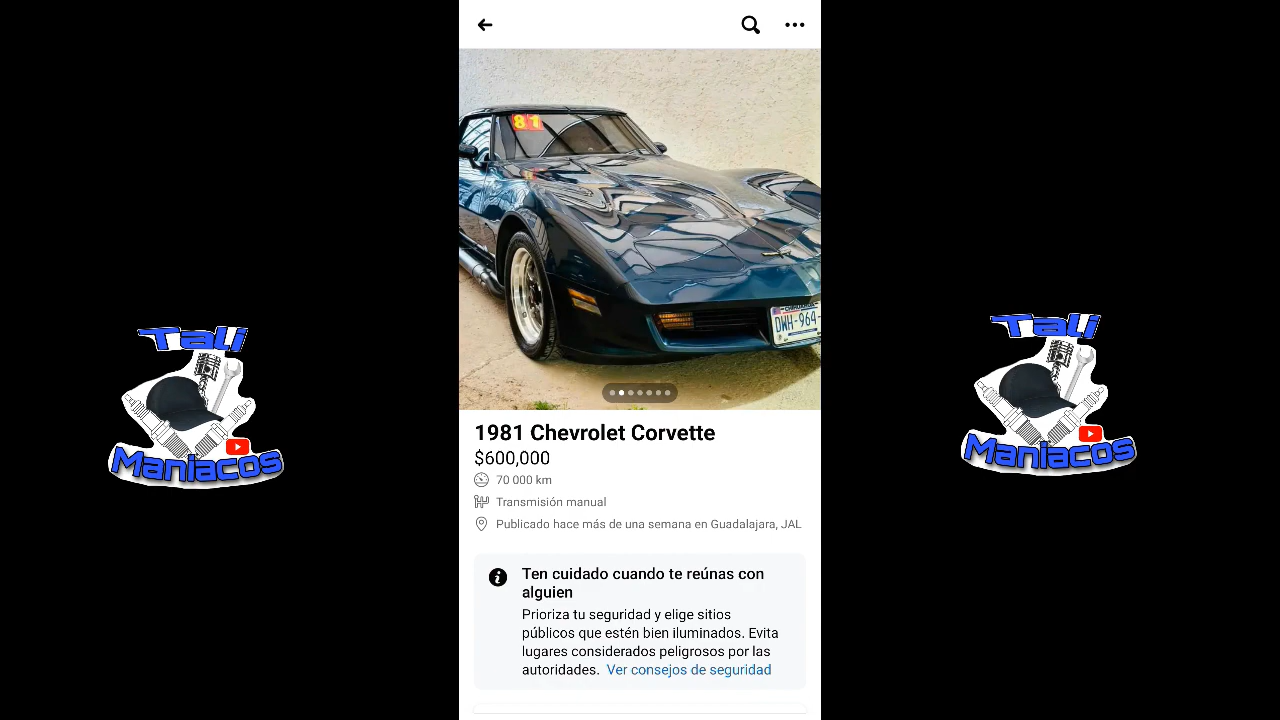 81
DWH-964-
1981 Chevrolet Corvette
$600,000
70 000 km
Transmisión manual
Publicado hace más de una semana en Guadalajara, JAL
Ten cuidado cuando te reúnas con
alguien
Prioriza tu seguridad y elige sitios
públicos que estén bien iluminados. Evita
lugares considerados peligrosos por las
autoridades. Ver consejos de seguridad
Tali
Maniacos
Tali
Maniacos